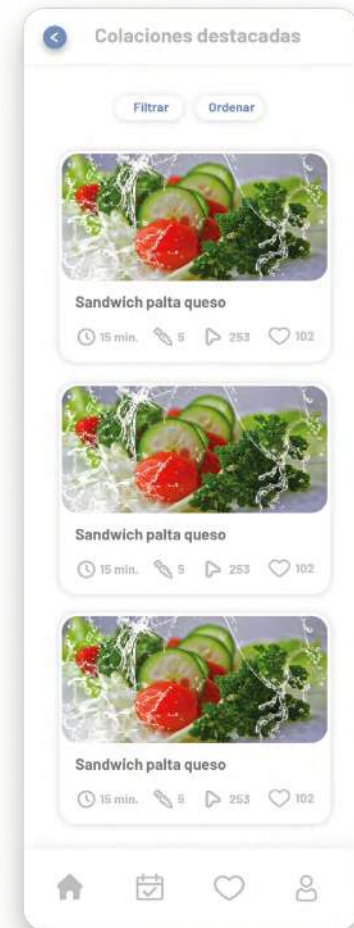 Colaciones destacadas
Filtrar Ordenar
Sandwich palta queso
15 min. 5 253 102
Sandwich palta queso
15 min. 5 253 102
Sandwich palta queso
15 min. 5 253 102